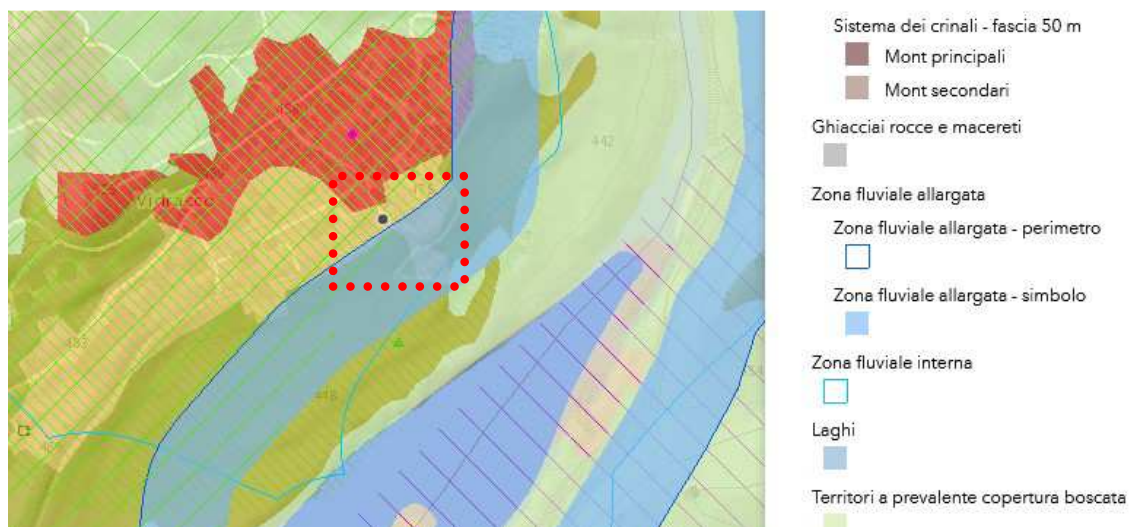 Sistema dei crinali - fascia 50 m
Mont principali
Mont secondari
Ghiacciai rocce e macereti
Zona fluviale allargata
Zona fluviale allargata - perimetro
Zona fluviale allargata - simbolo
Zona fluviale interna
Laghi
Territori a prevalente copertura boscata
442
Vidracco
448